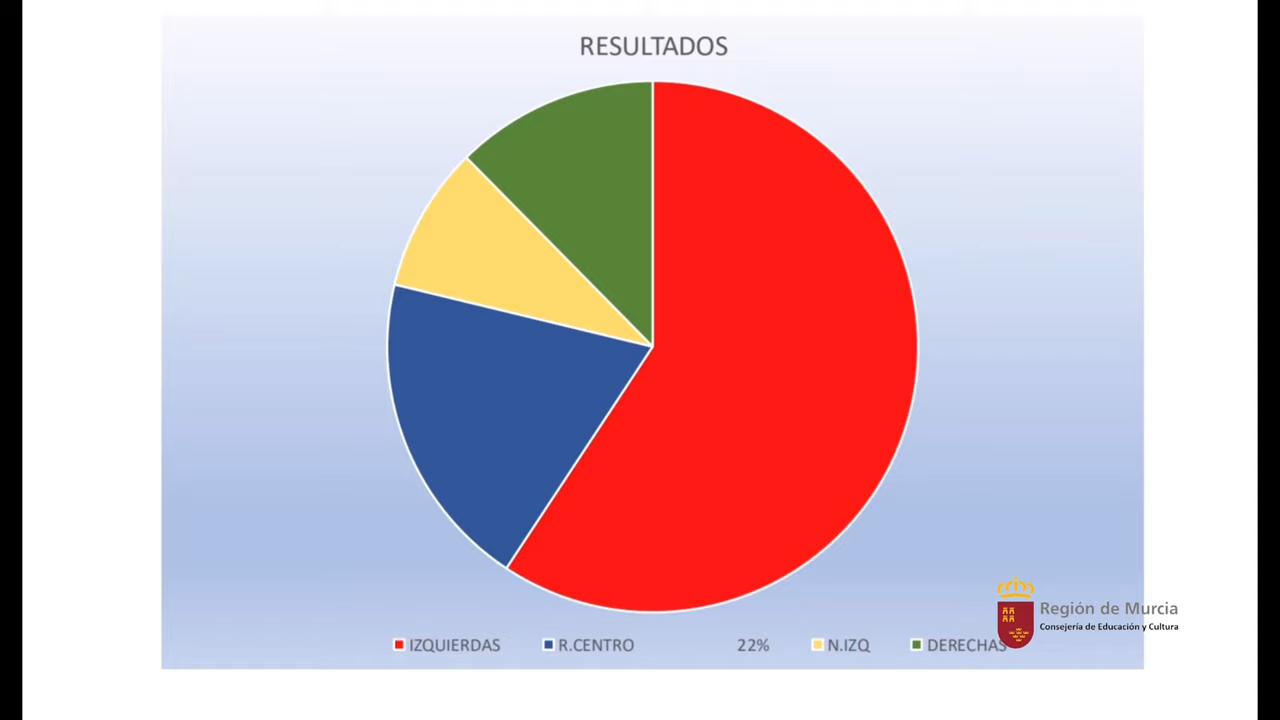 RESULTADOS
IZQUIERDAS R.CENTRO 22% N.IZQ DERECHAS
Región de Murcia
Consejería de Educación y Cultura